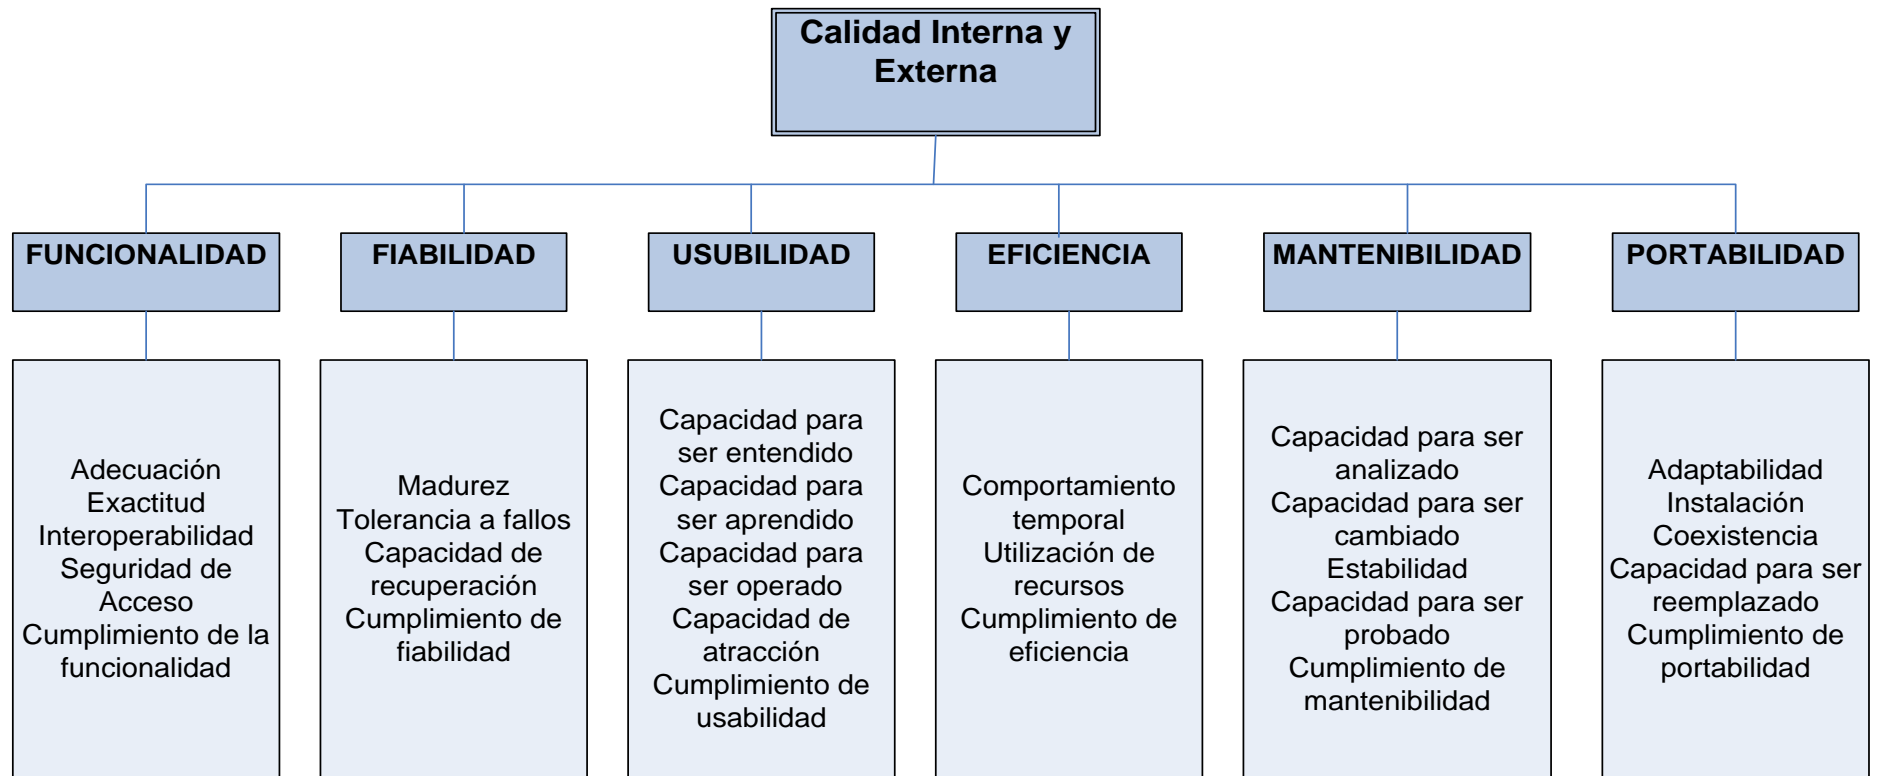 Calidad Interna y
Externa
FUNCIONALIDAD
FIABILIDAD
USUBILIDAD
EFICIENCIA
MANTENIBILIDAD
PORTABILIDAD
Adecuación
Exactitud
Interoperabilidad
Seguridad de
Acceso
Cumplimiento de la
funcionalidad
Madurez
Tolerancia a fallos
Capacidad de
recuperación
Cumplimiento de
fiabilidad
Capacidad para
ser entendido
Capacidad para
ser aprendido
Capacidad para
ser operado
Capacidad de
atracción
Cumplimiento de
usabilidad
Comportamiento
temporal
Utilización de
recursos
Cumplimiento de
eficiencia
Capacidad para ser
analizado
Capacidad para ser
cambiado
Estabilidad
Capacidad para ser
probado
Cumplimiento de
mantenibilidad
Adaptabilidad
Instalación
Coexistencia
Capacidad para ser
reemplazado
Cumplimiento de
portabilidad